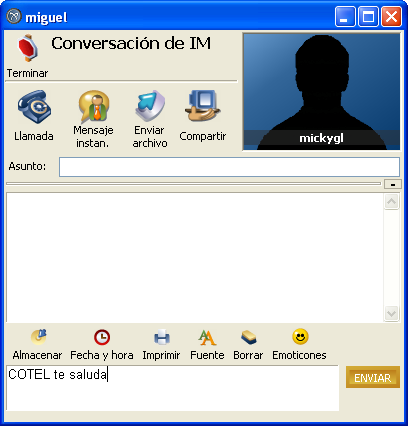 miguel
Conversación de IM
Terminar
mickygl
Llamada
Mensaje
instan.
Enviar
archivo
Compartir
Asunto:
Almacenar
Fecha y hora
Imprimir
Fuente
Borrar
Emoticones
COTEL te saluda
ENVIAR